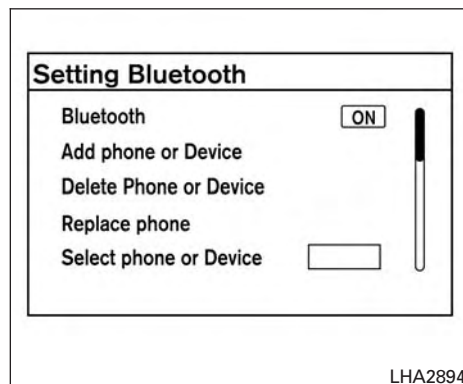 Setting Bluetooth
Bluetooth ON
Add phone or Device
Delete Phone or Device
Replace phone
Select phone or Device
LHA2894